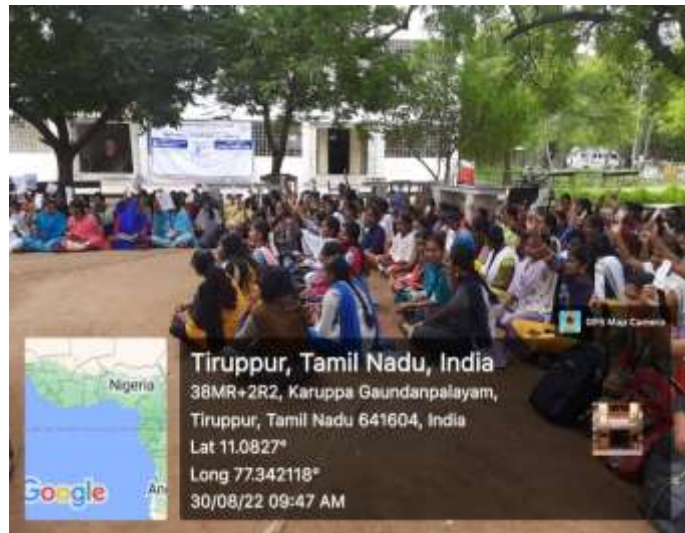 GPS Map Camera
Nigeria
Google
Tiruppur, Tamil Nadu, India
38MR+2R2, Karuppa Gaundanpalayam,
Tiruppur, Tamil Nadu 641604, India
Lat 11.0827°
Long 77.342118°
30/08/22 09:47 AM